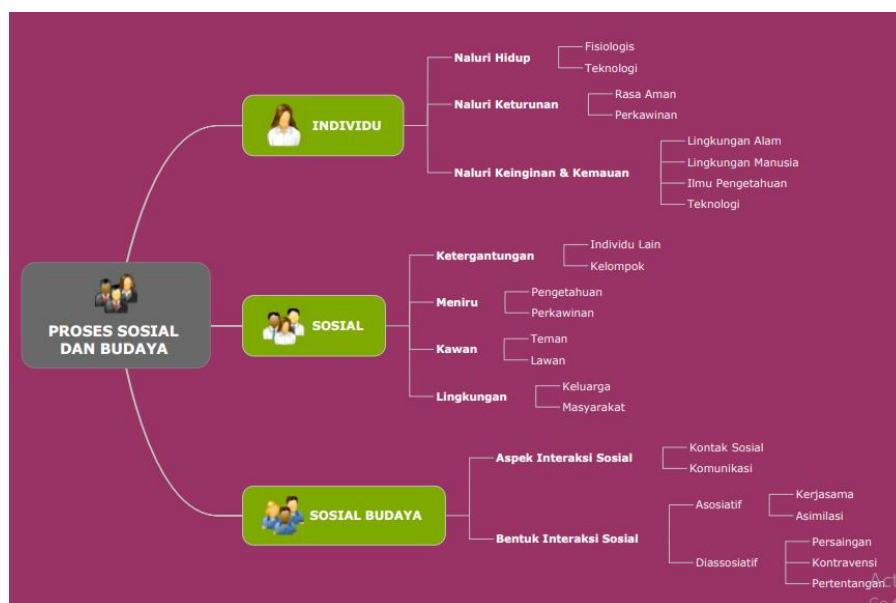 Naluri Hidup
Fisiologis
Teknologi
INDIVIDU
Naluri Keturunan
Rasa Aman
Perkawinan
Naluri Keinginan & Kemauan
Lingkungan Alam
Lingkungan Manusia
Ilmu Pengetahuan
Teknologi
PROSES SOSIAL
DAN BUDAYA
SOSIAL
Ketergantungan
Individu Lain
Kelompok
Meniru
Pengetahuan
Perkawinan
Kawan
Teman
Lawan
Lingkungan
Keluarga
Masyarakat
SOSIAL BUDAYA
Aspek Interaksi Sosial
Kontak Sosial
Komunikasi
Bentuk Interaksi Sosial
Asosiatif
Kerjasama
Asimilasi
Diassosiatif
Persaingan
Kontravensi
Pertentangan
Act